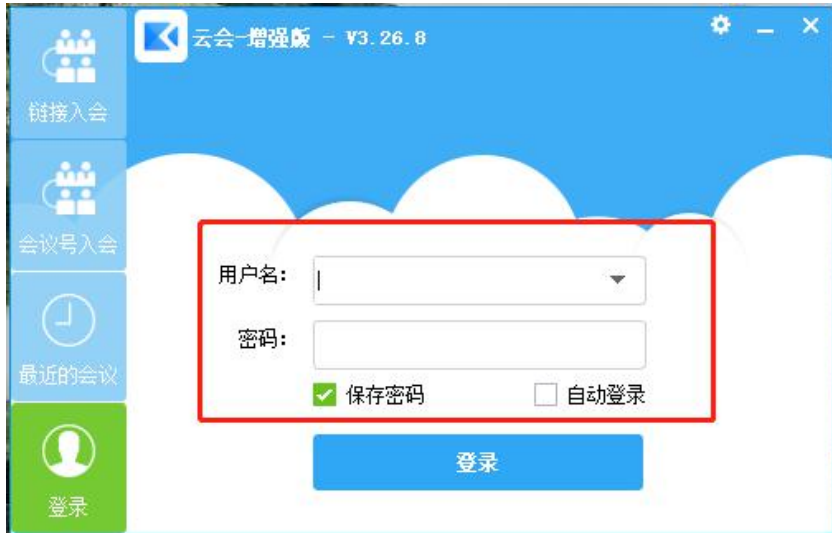 云会-增强版 - V3.26.8
链接入会
会议号入会
最近的会议
登录
用户名:
密码:
保存密码
自动登录
登录